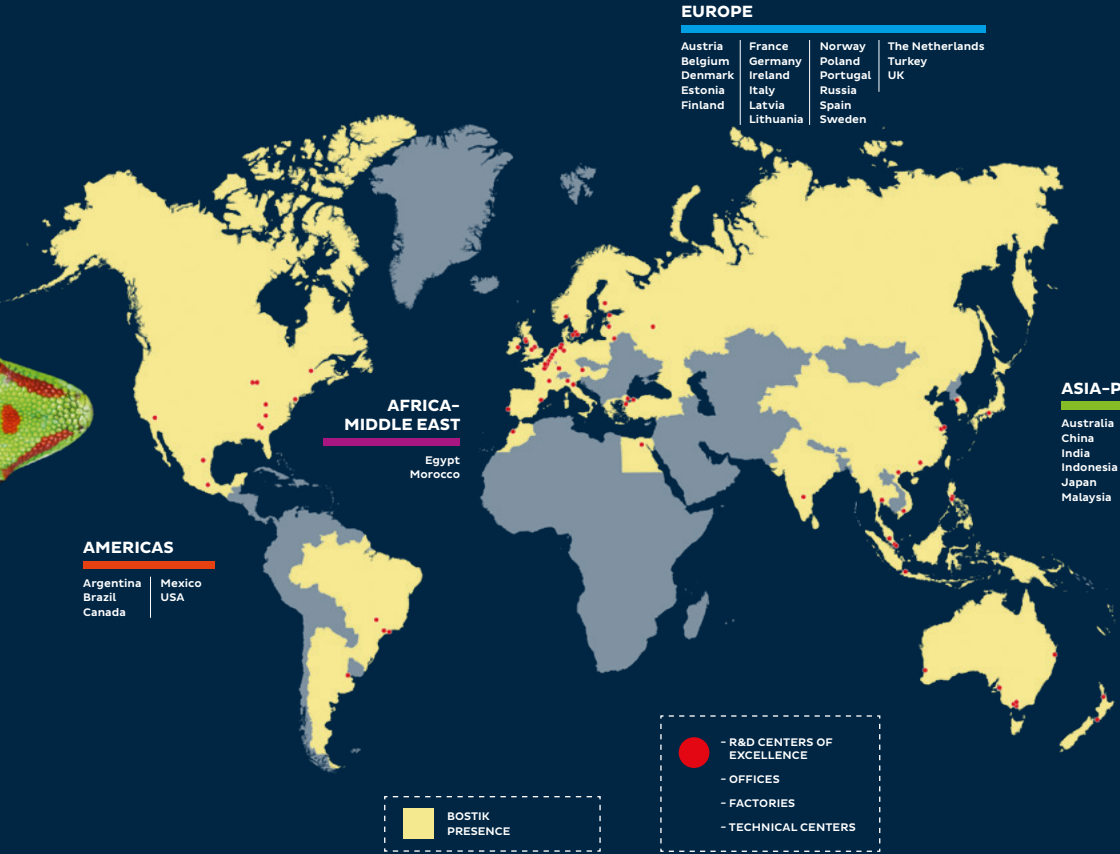 EUROPE
Austria
Belgium
Denmark
Estonia
Finland
France
Germany
Ireland
Italy
Latvia
Lithuania
Norway
Poland
Portugal
Russia
Spain
Sweden
The Netherlands
Turkey
UK
AFRICA-
MIDDLE EAST
Egypt
Morocco
ASIA-P
Australia
China
India
Indonesia
Japan
Malaysia
AMERICAS
Argentina
Brazil
Canada
Mexico
USA
BOSTIK
PRESENCE
- R&D CENTERS OF
EXCELLENCE
- OFFICES
- FACTORIES
- TECHNICAL CENTERS